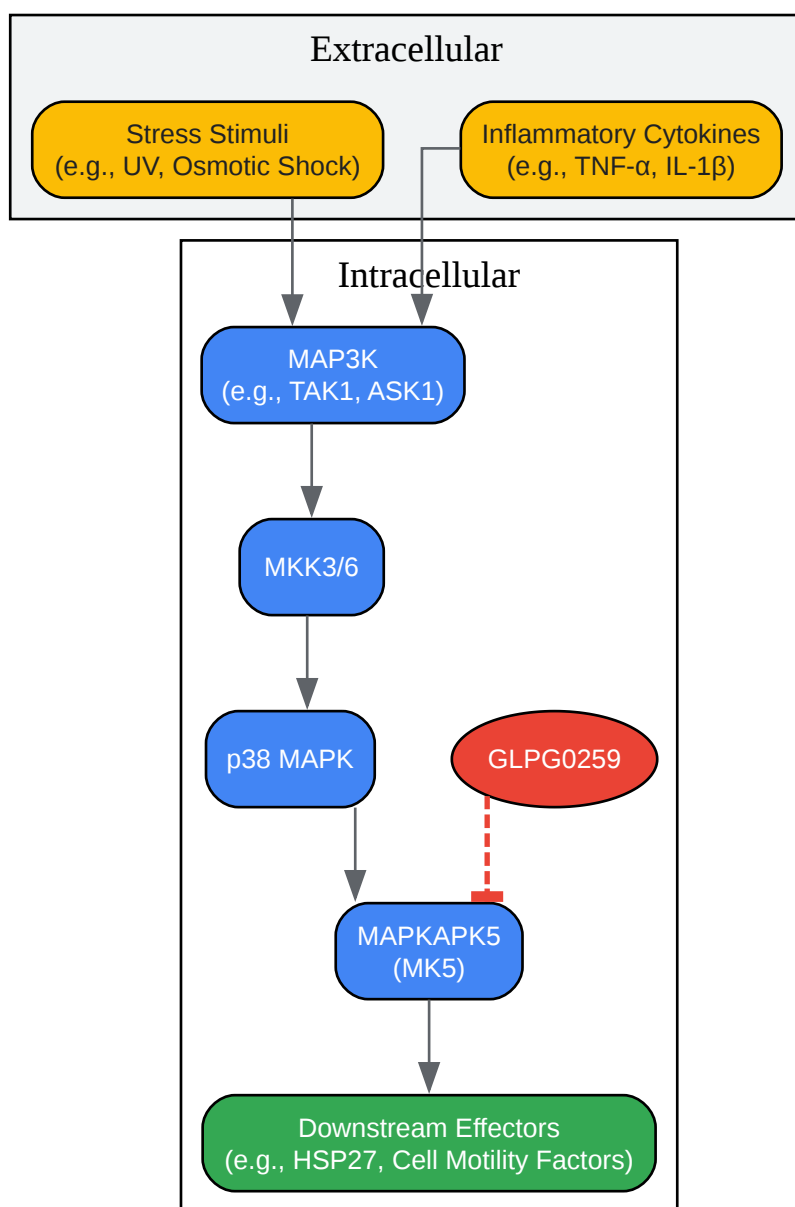 Extracellular
Stress Stimuli
(e.g., UV, Osmotic Shock)
Inflammatory Cytokines
(e.g., TNF-α, IL-1β)
Intracellular
MAP3K
(e.g., TAK1, ASK1)
MKK3/6
p38 MAPK
GLPG0259
MAPKAPK5
(MK5)
Downstream Effectors
(e.g., HSP27, Cell Motility Factors)